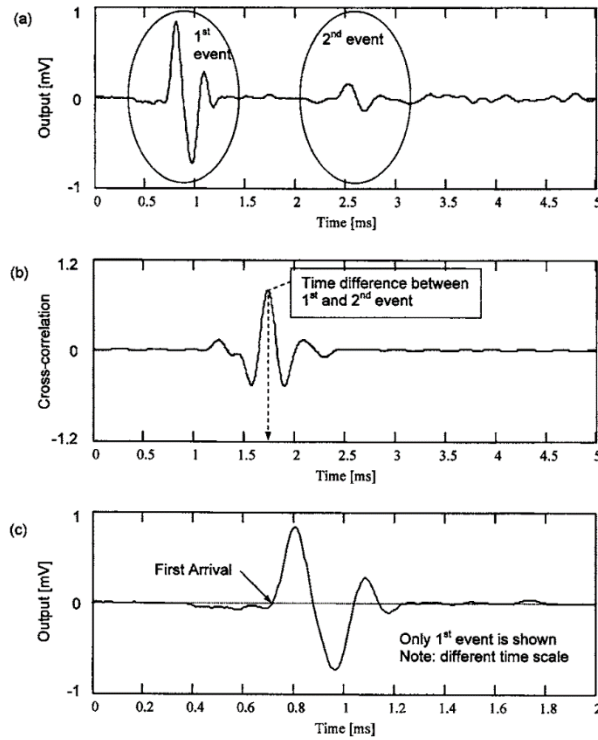 (a)
1
1st event
2nd event
Output [mV]
0
-1
0 0.5 1 1.5 2 2.5 3 3.5 4 4.5 5
Time [ms]
(b)
1.2
Time difference between
1st and 2nd event
Cross-correlation
0
-1.2
0 0.5 1 1.5 2 2.5 3 3.5 4 4.5 5
Time [ms]
(c)
1
First Arrival
Output [mV]
0
Only 1st event is shown
Note: different time scale
-1
0 0.2 0.4 0.6 0.8 1 1.2 1.4 1.6 1.8 2
Time [ms]